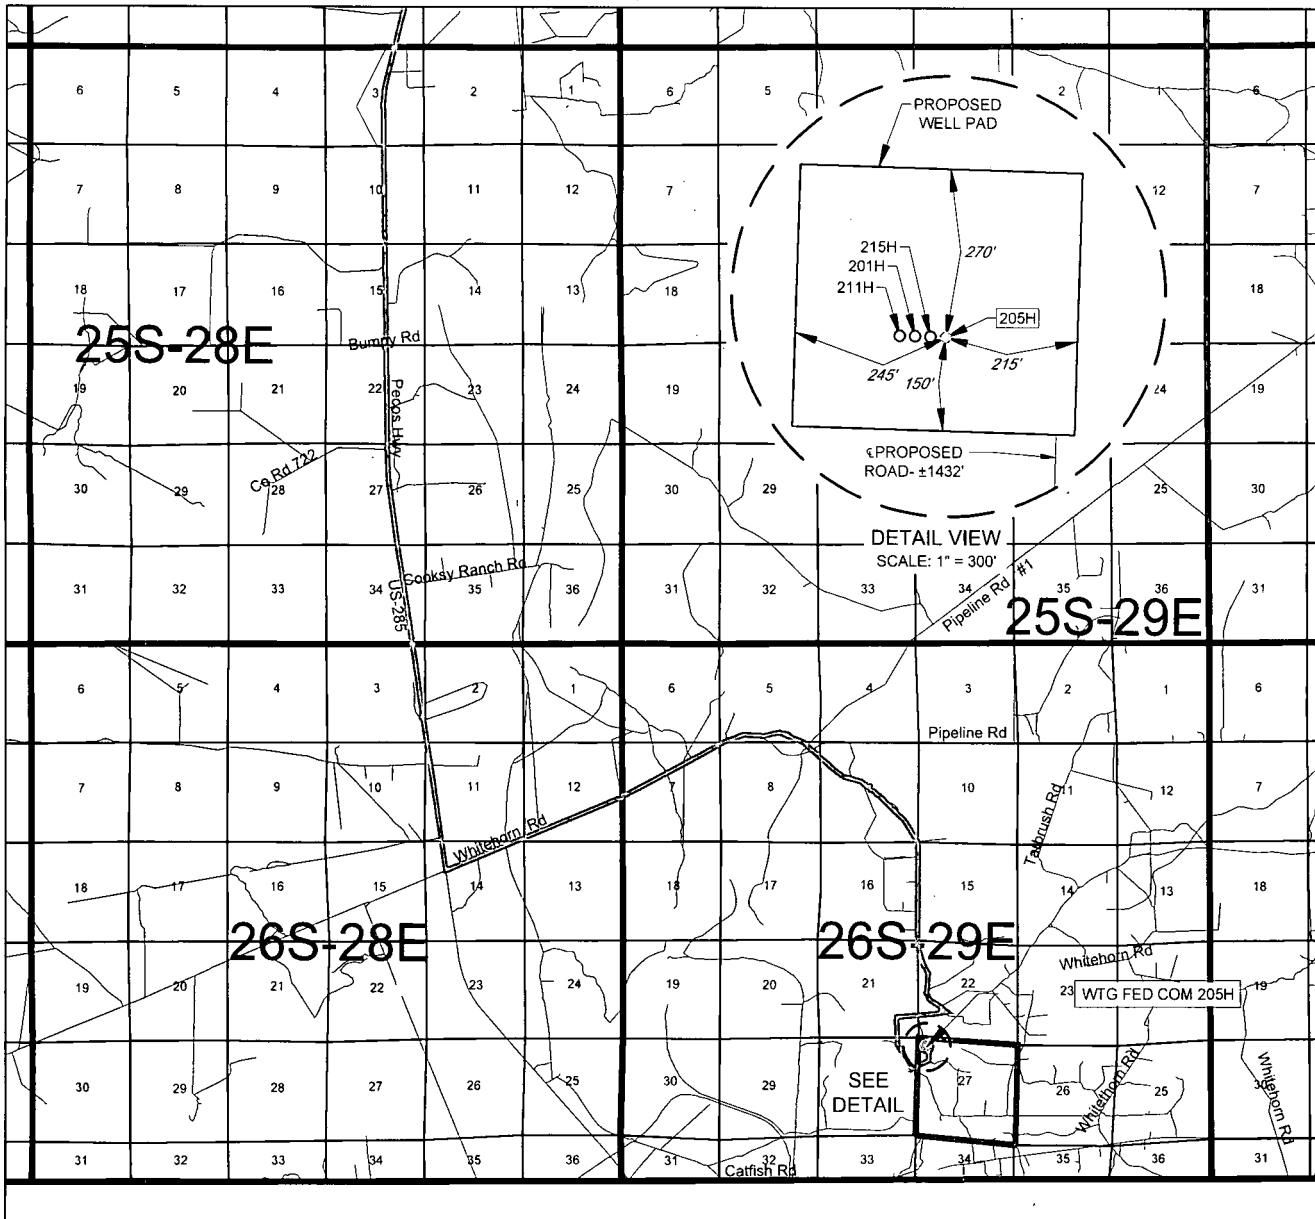 6 5 4 3 2 1 6 5 2 1 6
PROPOSED
WELL PAD
7 8 9 10 11 12 7 12 7
215H
270'
201H
211H
18 17 16 15 14 13 18 18
205H
25S-28E
Bumpy Rd
245'
150'
215'
19 20 21 22 23 24 19 24 19
Pecos Hwy
℄PROPOSED
ROAD- ±1432'
Co Rd 722
30 29 28 27 26 25 30 29 25 30
DETAIL VIEW
SCALE: 1" = 300'
Sooksy Ranch Rd
Pipeline Rd #1
31 32 33 34 35 36 31 32 33 34 35 36 31
US-285
25S-29E
6 5 4 3 2 1 6 5 4 3 2 1 6
Pipeline Rd
7 8 9 10 11 12 7 8 10 11 12 7
Tarbrush Rd
Whitehorn Rd
18 17 16 15 14 13 18 17 16 15 14 13 18
26S-28E
26S-29E
Whitehorn Rd
19 20 21 22 23 24 19 20 21 22 23 19
WTG FED COM 205H
SEE
DETAIL
30 29 28 27 26 25 30 29 27 26 25 30
Whitethorn Rd
Whitehorn Rd
31 32 33 34 35 36 31 32 33 34 35 36 31
Catfish Rd